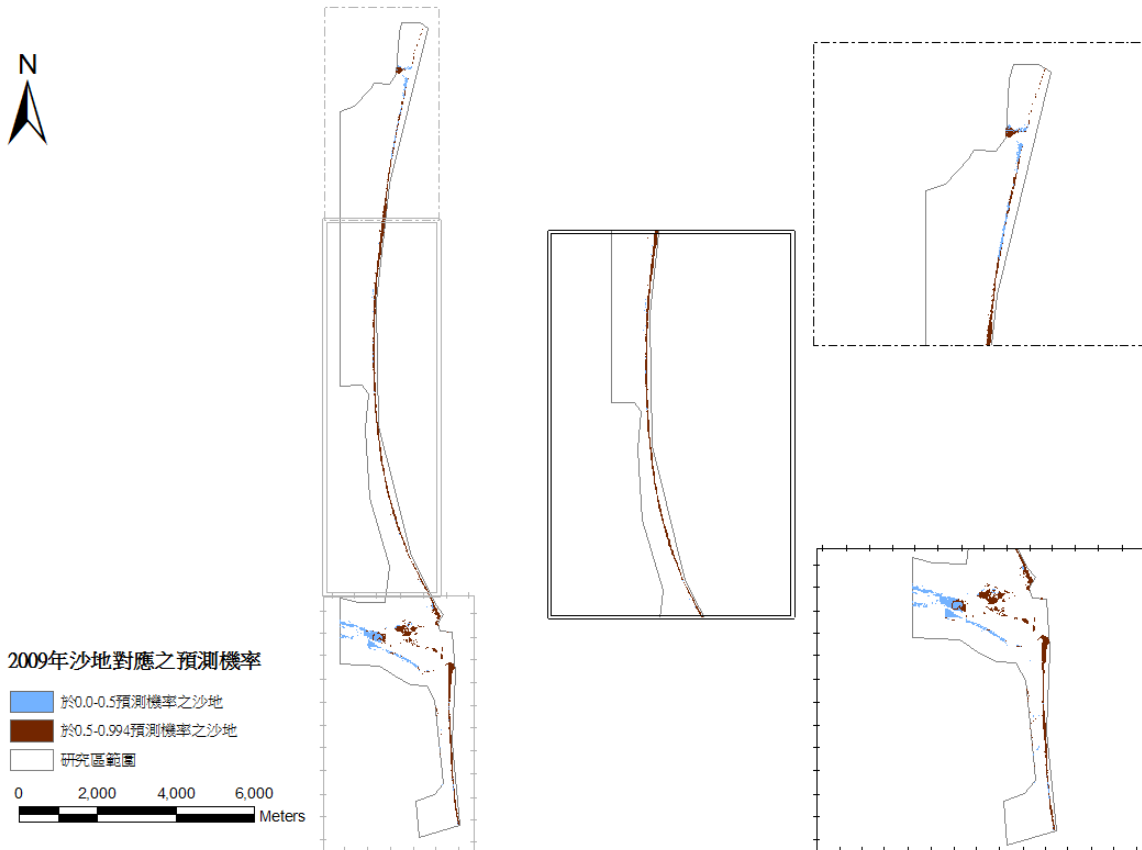 N
2009年沙地對應之預測機率
於0.0-0.5預測機率之沙地
於0.5-0.994預測機率之沙地
研究區範圍
0 2,000 4,000 6,000
Meters